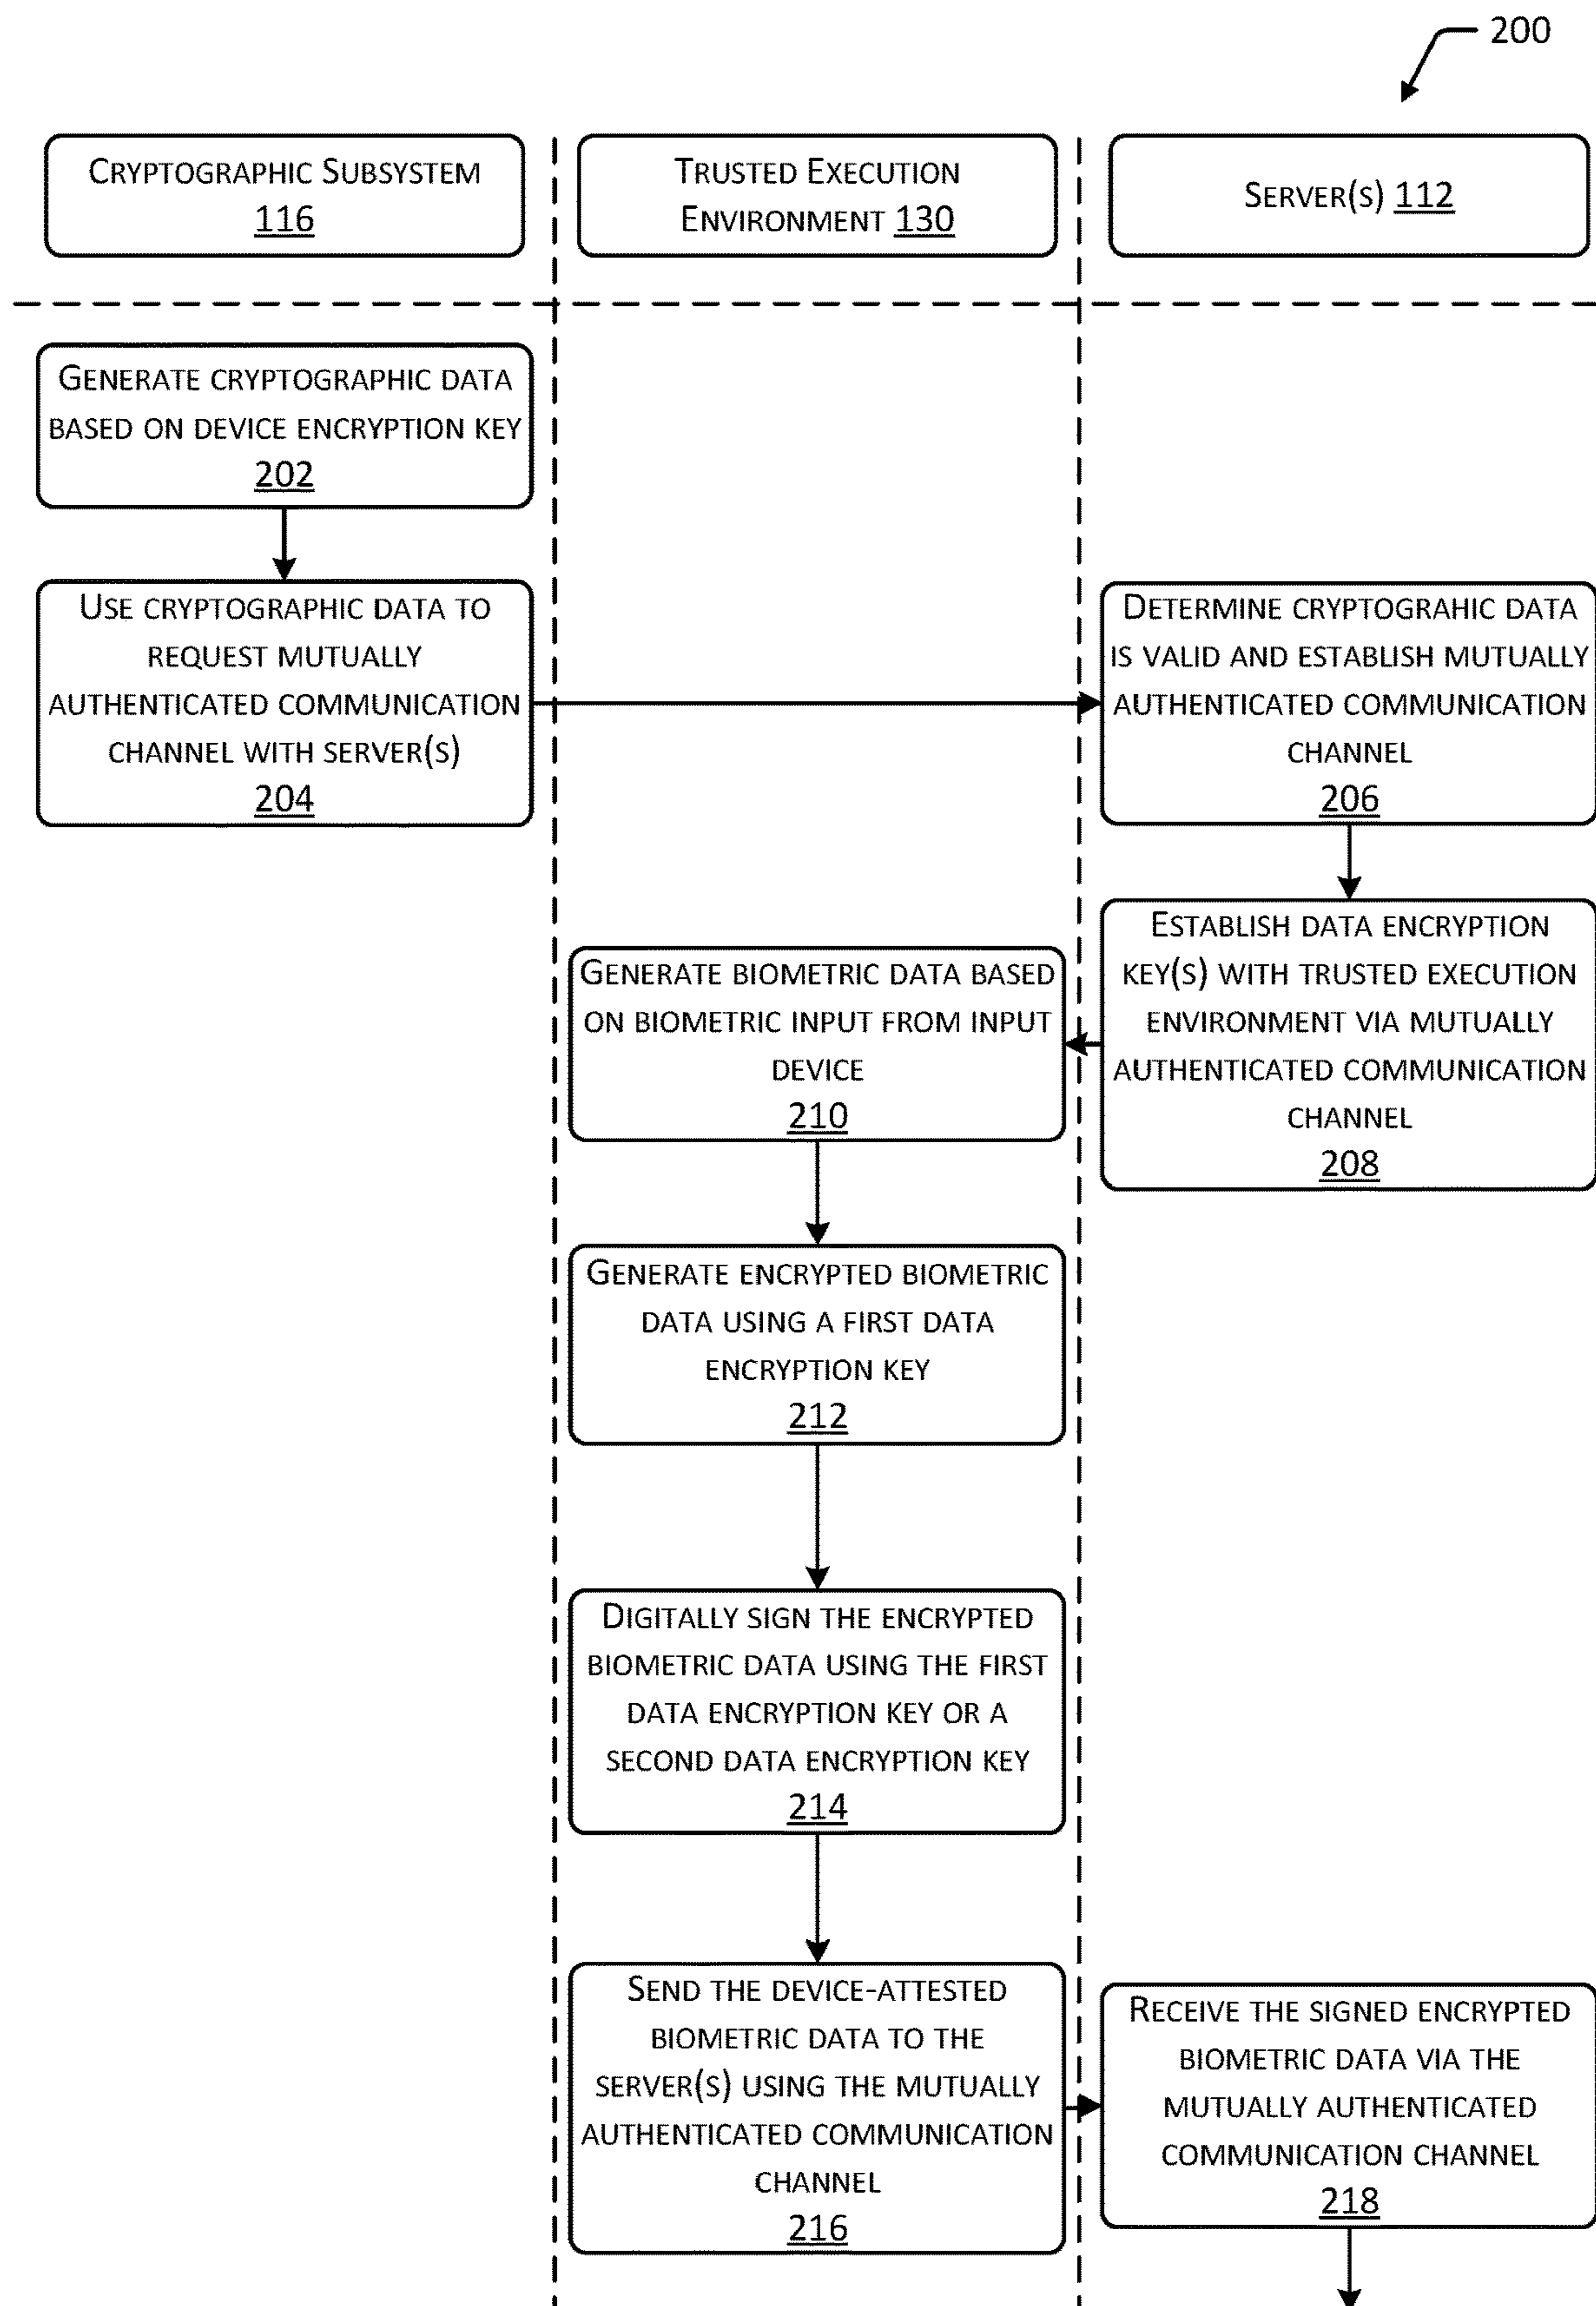 200
CRYPTOGRAPHIC SUBSYSTEM
116
TRUSTED EXECUTION
ENVIRONMENT 130
SERVER(S) 112
GENERATE CRYPTOGRAPHIC DATA
BASED ON DEVICE ENCRYPTION KEY
202
USE CRYPTOGRAPHIC DATA TO
REQUEST MUTUALLY
AUTHENTICATED COMMUNICATION
CHANNEL WITH SERVER(S)
204
DETERMINE CRYPTOGRAHIC DATA
IS VALID AND ESTABLISH MUTUALLY
AUTHENTICATED COMMUNICATION
CHANNEL
206
ESTABLISH DATA ENCRYPTION
KEY(S) WITH TRUSTED EXECUTION
ENVIRONMENT VIA MUTUALLY
AUTHENTICATED COMMUNICATION
CHANNEL
208
GENERATE BIOMETRIC DATA BASED
ON BIOMETRIC INPUT FROM INPUT
DEVICE
210
GENERATE ENCRYPTED BIOMETRIC
DATA USING A FIRST DATA
ENCRYPTION KEY
212
DIGITALLY SIGN THE ENCRYPTED
BIOMETRIC DATA USING THE FIRST
DATA ENCRYPTION KEY OR A
SECOND DATA ENCRYPTION KEY
214
SEND THE DEVICE-ATTESTED
BIOMETRIC DATA TO THE
SERVER(S) USING THE MUTUALLY
AUTHENTICATED COMMUNICATION
CHANNEL
216
RECEIVE THE SIGNED ENCRYPTED
BIOMETRIC DATA VIA THE
MUTUALLY AUTHENTICATED
COMMUNICATION CHANNEL
218